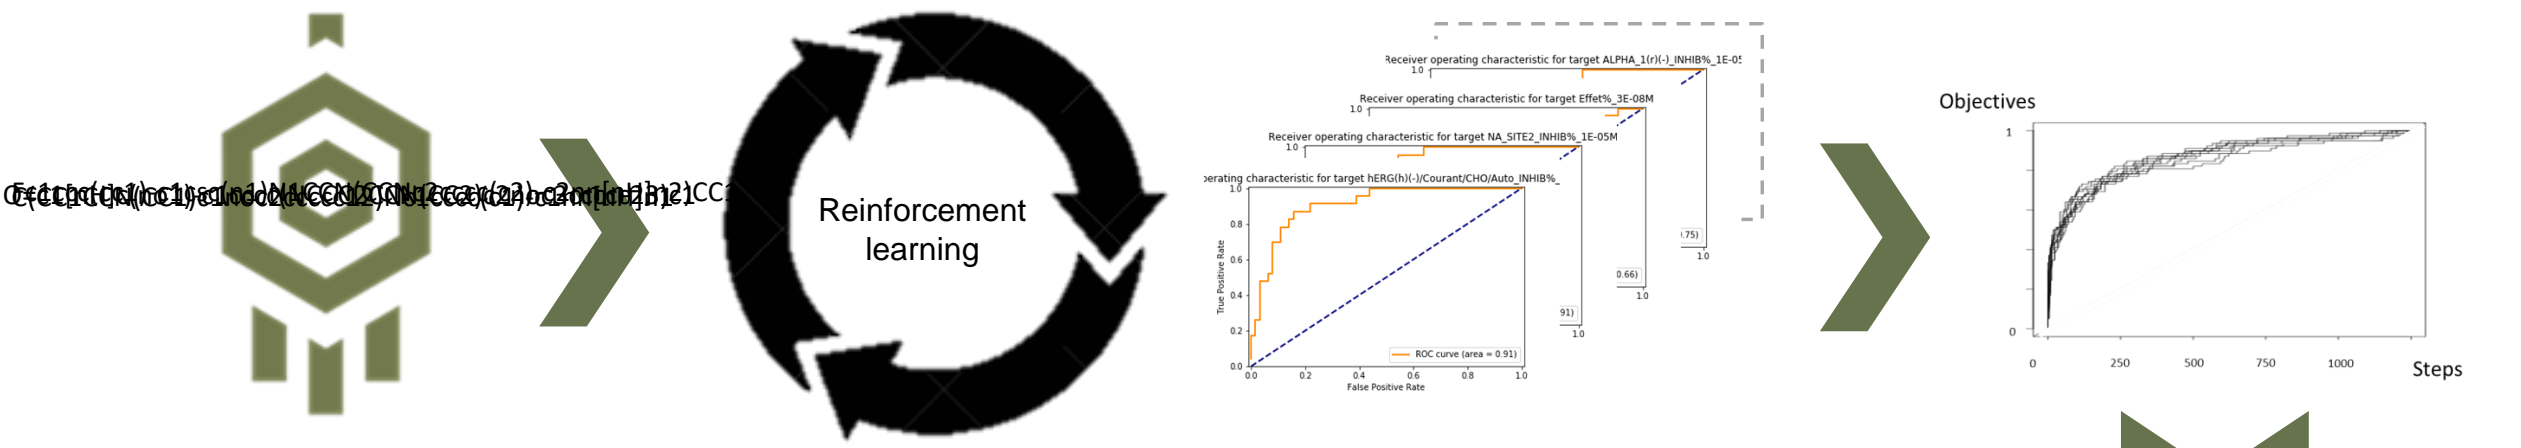 Reinforcement
learning
Receiver operating characteristic for target ALPHA_1(r)(-)_INHIB%_1E-05
1.0
Receiver operating characteristic for target Effet%_3E-08M
1.0
Receiver operating characteristic for target NA_SITE2_INHIB%_1E-05M
1.0
perating characteristic for target hERG(h)(-)/Courant/CHO/Auto_INHIB%_
1.0
0.8
0.6
0.4
0.2
0.0
True Positive Rate
0.0 0.2 0.4 0.6 0.8 1.0
False Positive Rate
ROC curve (area = 0.91)
91)
1.0
0.66)
1.0
.75)
1.0
Objectives
1
0
0 250 500 750 1000
Steps